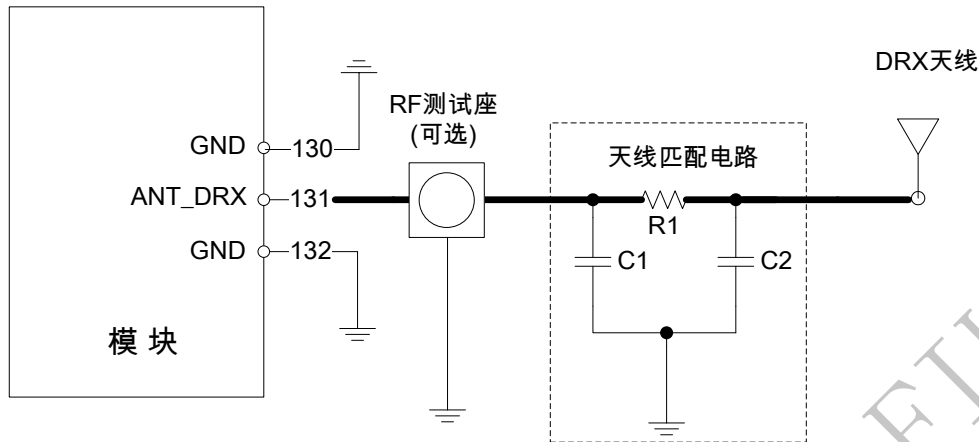 DRX天线
RF测试座
(可选)
天线匹配电路
GND
130
ANT_DRX
131
GND
132
R1
C1
C2
模块